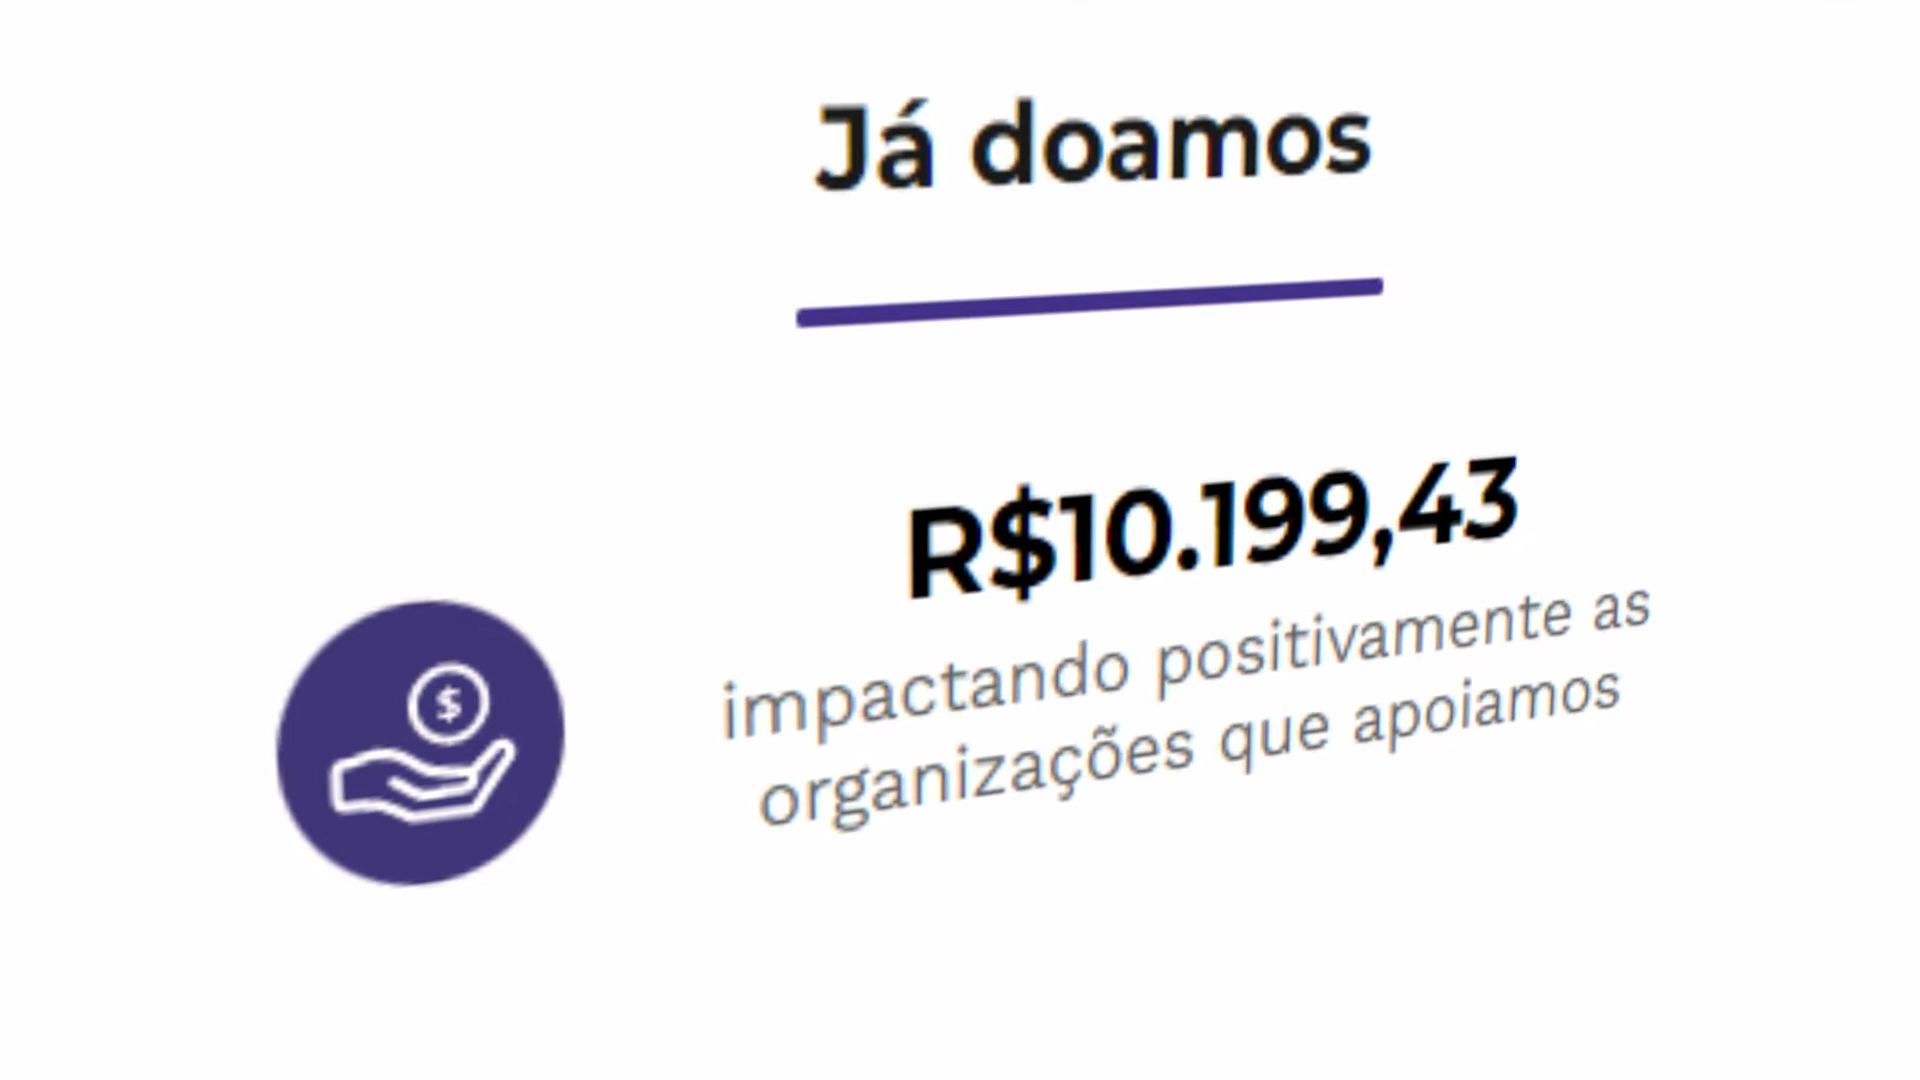 Já doamos
R$10.199,43
impactando positivamente as
organizações que apoiamos
$